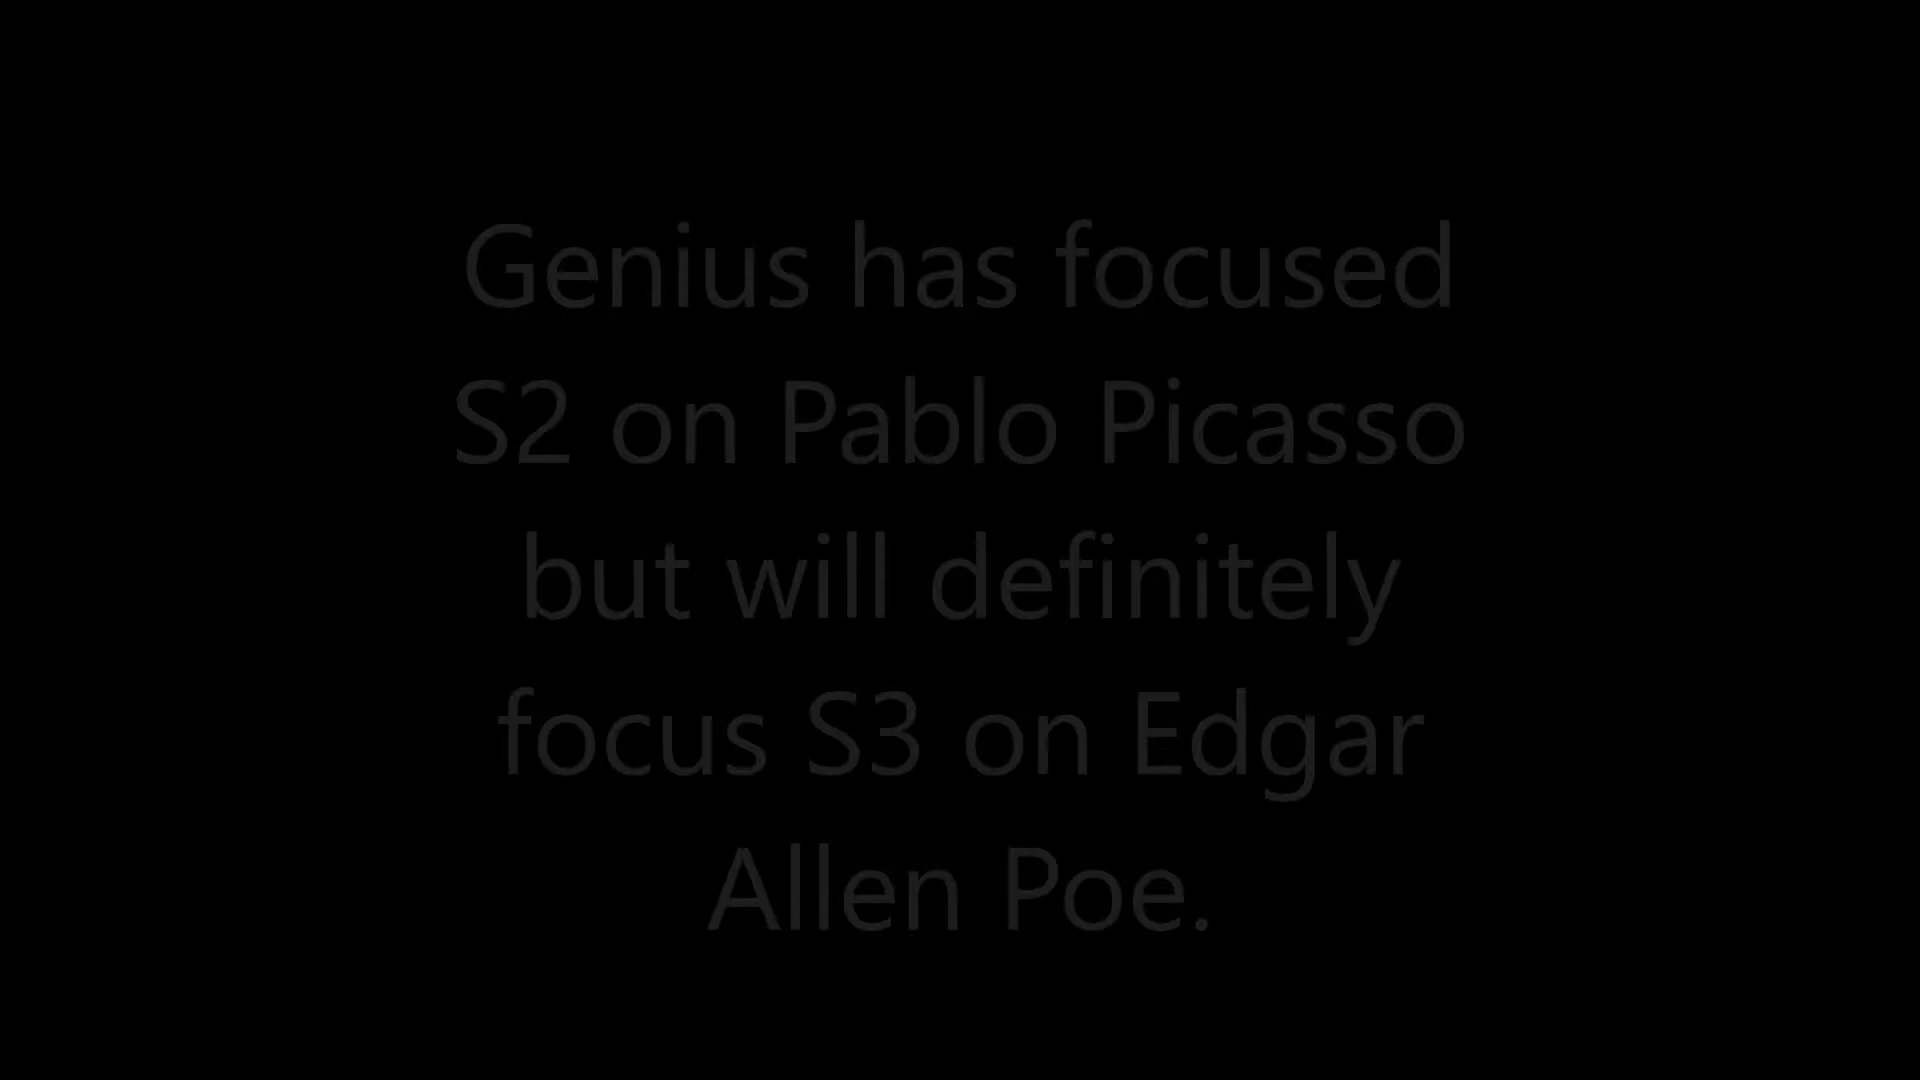 Genius has focused
S2 on Pablo Picasso
but will definitely
focus S3 on Edgar
Allen Poe.